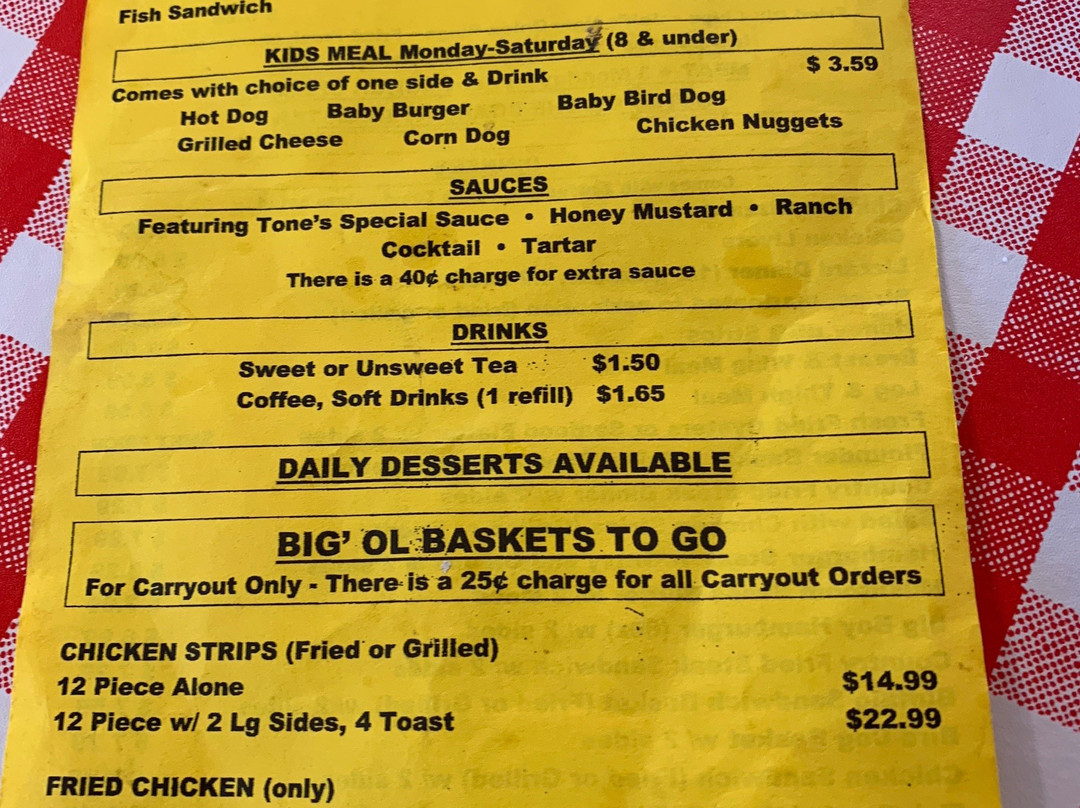 Fish Sandwich
KIDS MEAL Monday-Saturday (8 & under)
Comes with choice of one side & Drink $ 3.59
Hot Dog Baby Burger Baby Bird Dog
Grilled Cheese Corn Dog Chicken Nuggets
SAUCES
Featuring Tone's Special Sauce • Honey Mustard • Ranch
Cocktail • Tartar
There is a 40¢ charge for extra sauce
DRINKS
Sweet or Unsweet Tea $1.50
Coffee, Soft Drinks (1 refill) $1.65
DAILY DESSERTS AVAILABLE
BIG' OL BASKETS TO GO
For Carryout Only - There is a 25¢ charge for all Carryout Orders
CHICKEN STRIPS (Fried or Grilled)
12 Piece Alone $14.99
12 Piece w/ 2 Lg Sides, 4 Toast $22.99
FRIED CHICKEN (only)